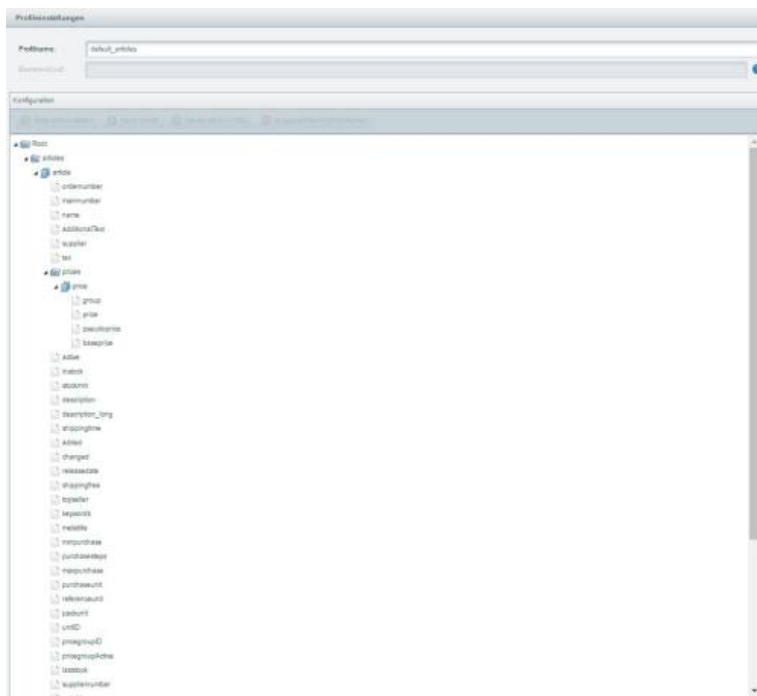 Profileinstellungen
Profilname: default_articles
Konfiguration
Root
articles
article
ordernumber
mainnumber
name
additionalText
supplier
tax
prices
price
group
price
pseudoprice
baseprice
active
instock
stockmin
description
description_long
shippingtime
added
changed
releasedate
shippingfree
topseller
keywords
metatitle
minpurchase
purchasesteps
maxpurchase
purchaseunit
referenceunit
packunit
unitID
pricegroupID
pricegroupActive
laststock
suppliernumber